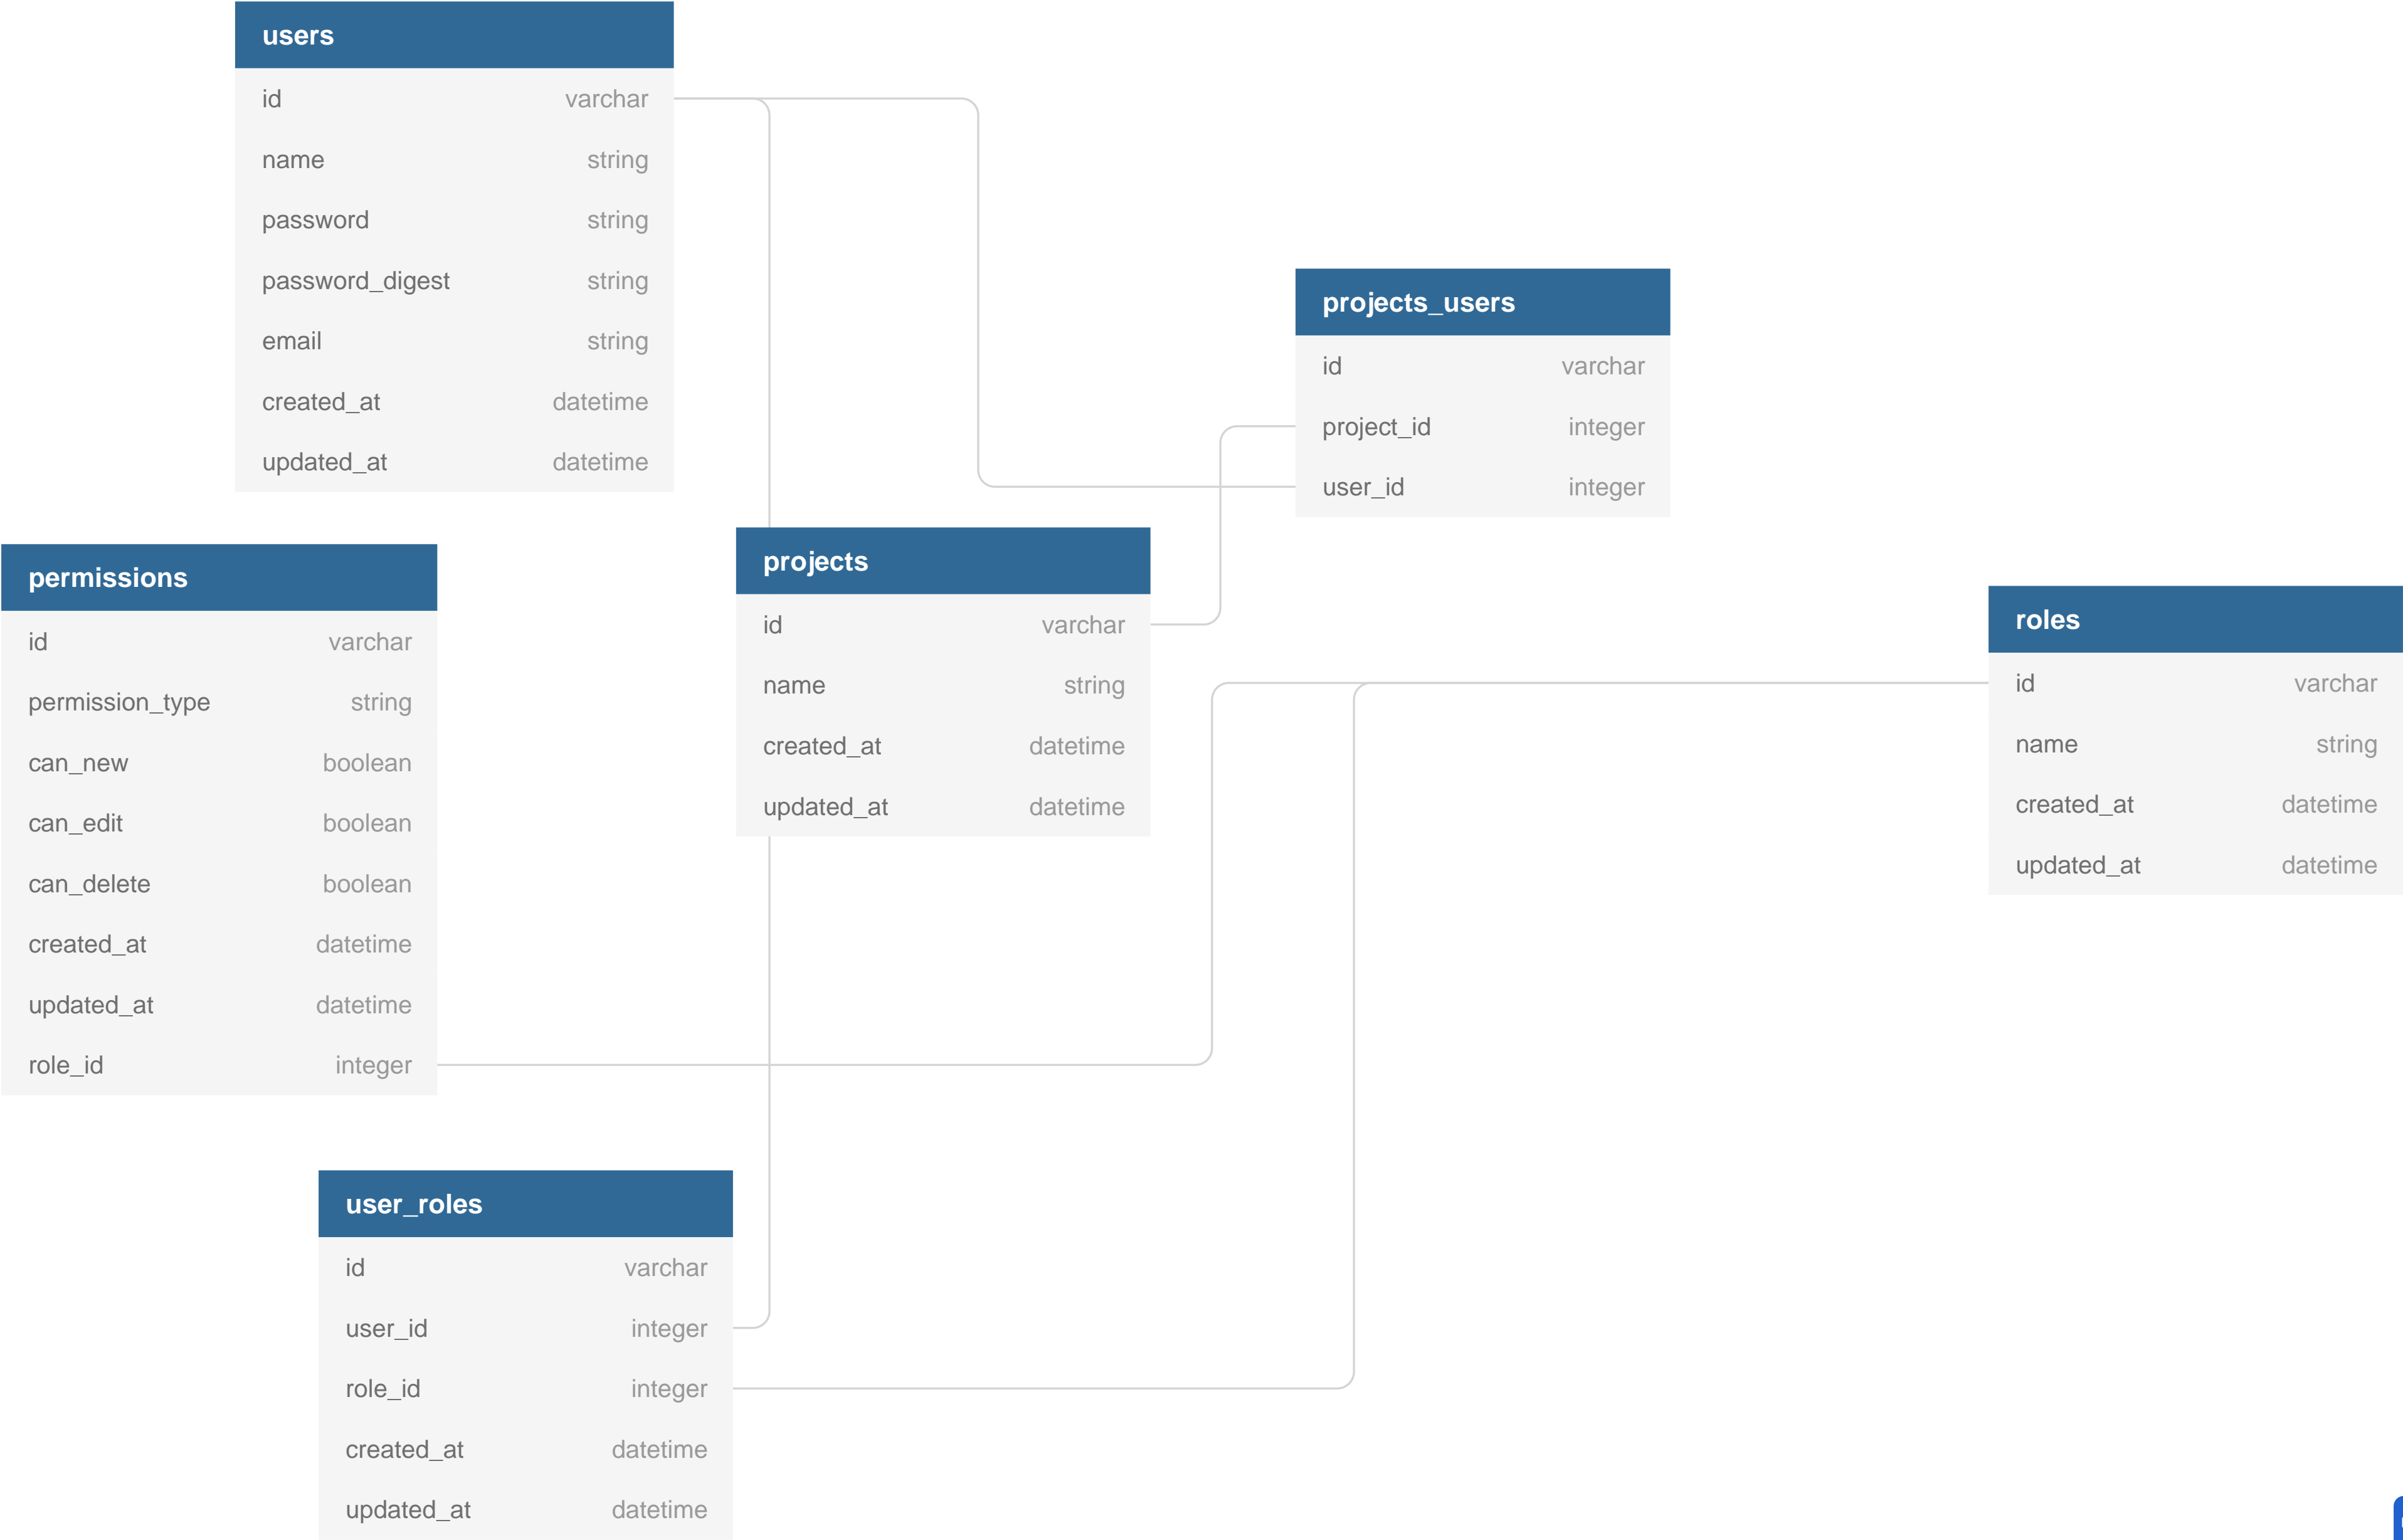 users
id varchar
name string
password string
password_digest string
email string
created_at datetime
updated_at datetime
projects_users
id varchar
project_id integer
user_id integer
permissions
id varchar
permission_type string
can_new boolean
can_edit boolean
can_delete boolean
created_at datetime
updated_at datetime
role_id integer
projects
id varchar
name string
created_at datetime
updated_at datetime
roles
id varchar
name string
created_at datetime
updated_at datetime
user_roles
id varchar
user_id integer
role_id integer
created_at datetime
updated_at datetime